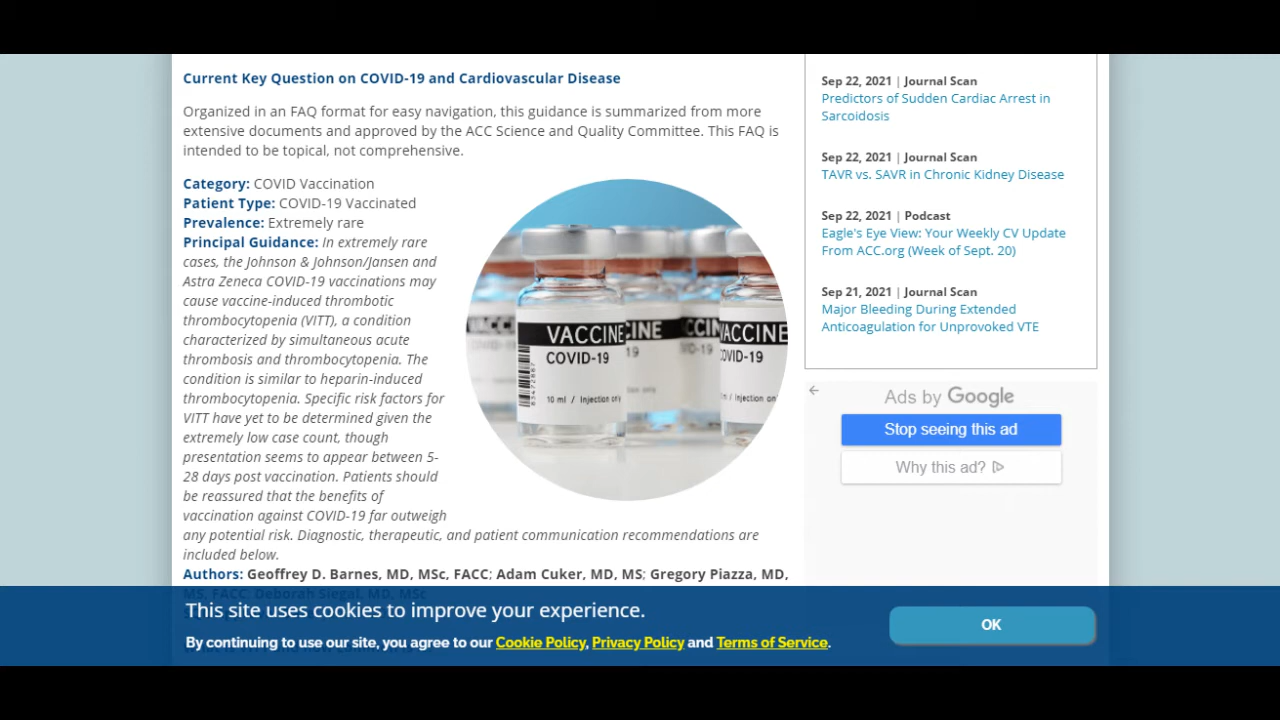 Current Key Question on COVID-19 and Cardiovascular Disease
Organized in an FAQ format for easy navigation, this guidance is summarized from more
extensive documents and approved by the ACC Science and Quality Committee. This FAQ is
intended to be topical, not comprehensive.
Category: COVID Vaccination
Patient Type: COVID-19 Vaccinated
Prevalence: Extremely rare
Principal Guidance: In extremely rare
cases, the Johnson & Johnson/Jansen and
Astra Zeneca COVID-19 vaccinations may
cause vaccine-induced thrombotic
thrombocytopenia (VITT), a condition
characterized by simultaneous acute
thrombosis and thrombocytopenia. The
condition is similar to heparin-induced
thrombocytopenia. Specific risk factors for
VITT have yet to be determined given the
extremely low case count, though
presentation seems to appear between 5-
28 days post vaccination. Patients should
be reassured that the benefits of
vaccination against COVID-19 far outweigh
any potential risk. Diagnostic, therapeutic, and patient communication recommendations are
included below.
Authors: Geoffrey D. Barnes, MD, MSc, FACC; Adam Cuker, MD, MS; Gregory Piazza, MD,
MS, FACC; Deborah Siegal, MD, MSc
VACCINE
COVID-19
10 ml / Injection only
CINE
19
VACCINE
COVID-19
Sep 22, 2021 | Journal Scan
Predictors of Sudden Cardiac Arrest in
Sarcoidosis
Sep 22, 2021 | Journal Scan
TAVR vs. SAVR in Chronic Kidney Disease
Sep 22, 2021 | Podcast
Eagle's Eye View: Your Weekly CV Update
From ACC.org (Week of Sept. 20)
Sep 21, 2021 | Journal Scan
Major Bleeding During Extended
Anticoagulation for Unprovoked VTE
Ads by Google
Stop seeing this ad
Why this ad?
This site uses cookies to improve your experience.
By continuing to use our site, you agree to our Cookie Policy, Privacy Policy and Terms of Service.
OK